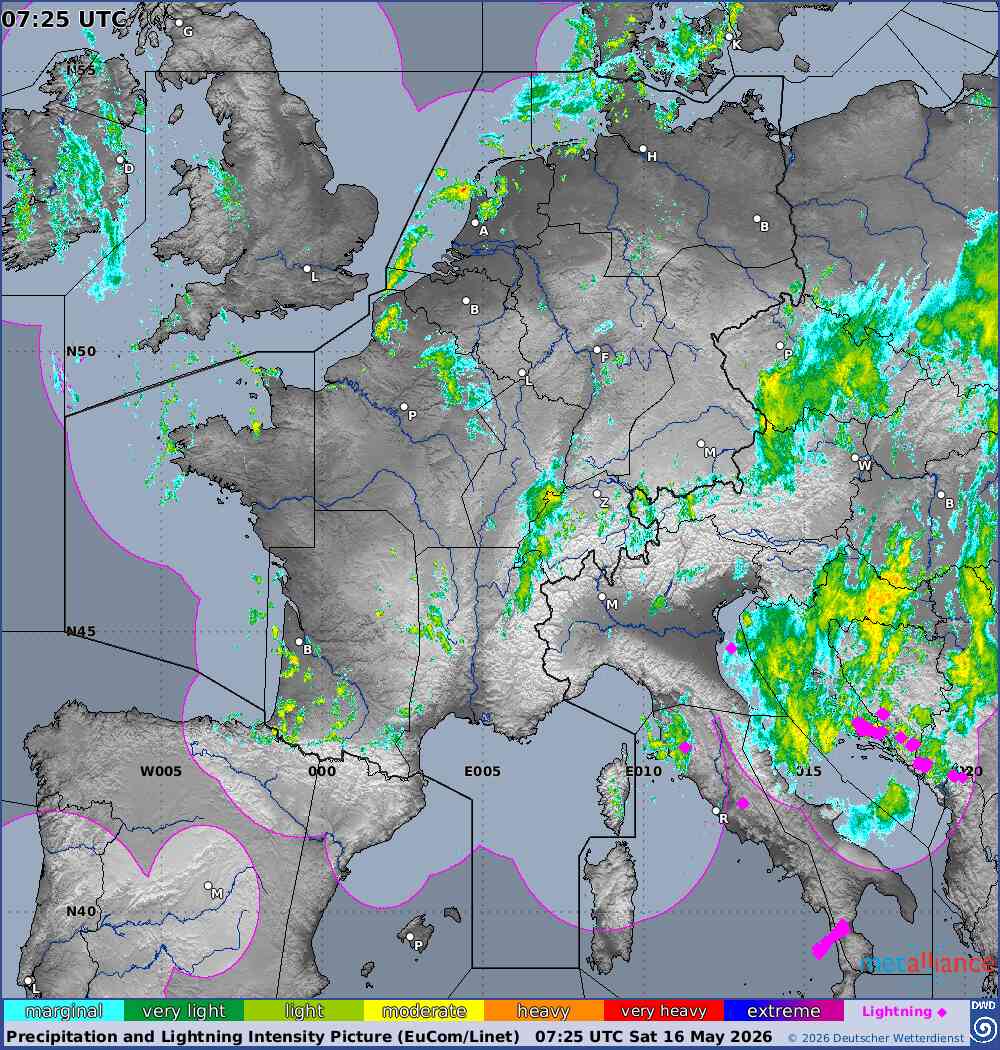 07:25 UTC
G
K
N55
D
H
A
B
B
L
N50
F
P
L
P
M
W
Z
B
M
N45
B
W005
000
E005
E010
015
020
R
M
N40
P
L
metalliance
marginal very light light moderate heavy very heavy extreme Lightning
DWD
Precipitation and Lightning Intensity Picture (EuCom/Linet) 07:25 UTC Sat 16 May 2026 © 2026 Deutscher Wetterdienst